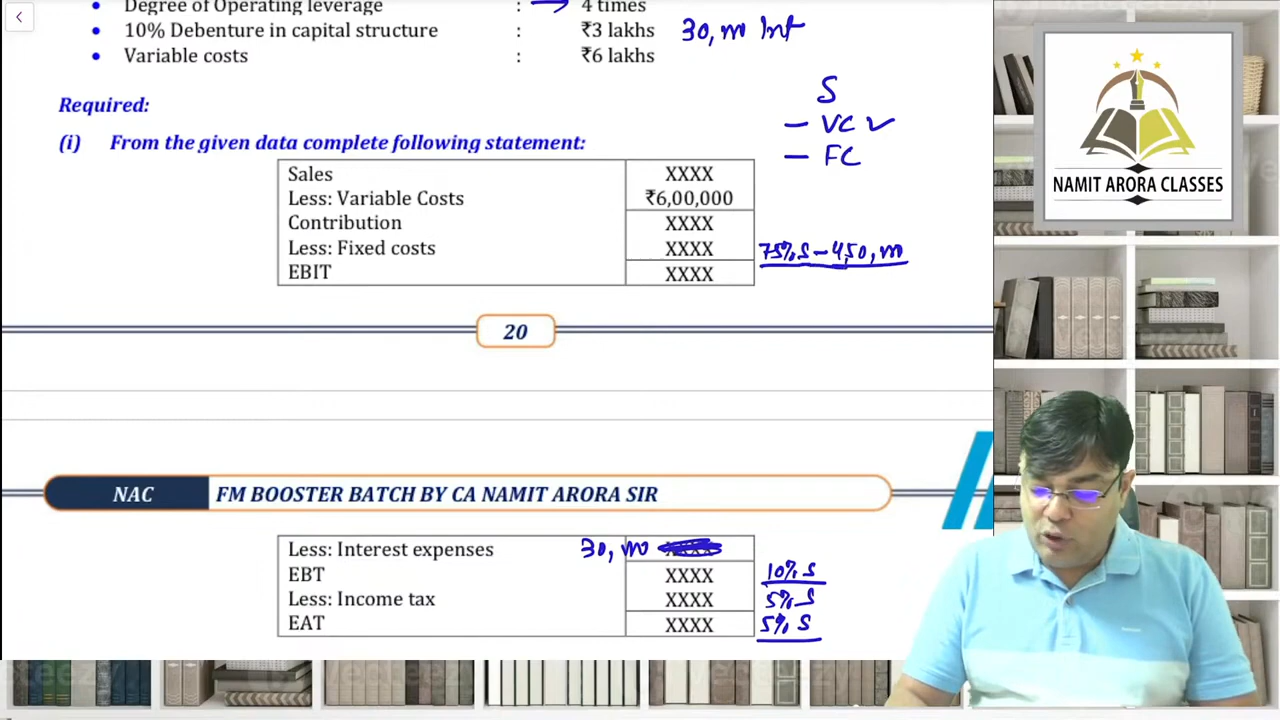 • Degree of Operating leverage : → 4 times
• 10% Debenture in capital structure : ₹3 lakhs 30, m Int
• Variable costs : ₹6 lakhs
S
Required:
— VC ✓
(i) From the given data complete following statement:
— FC
Sales XXXX
Less: Variable Costs ₹6,00,000
Contribution XXXX
Less: Fixed costs XXXX 75% S – 4,50, m
EBIT XXXX
20
NAC FM BOOSTER BATCH BY CA NAMIT ARORA SIR
Less: Interest expenses 30, m
EBT XXXX 10% S
Less: Income tax XXXX 5% S
EAT XXXX 5% S
NAMIT ARORA CLASSES